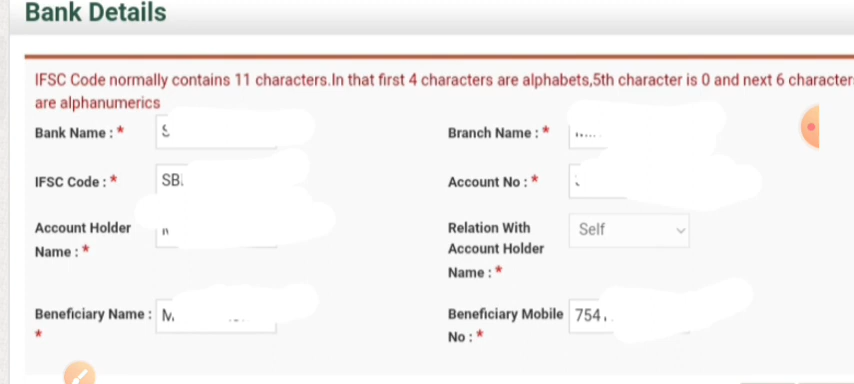 Bank Details
IFSC Code normally contains 11 characters.In that first 4 characters are alphabets,5th character is 0 and next 6 character
are alphanumerics
Bank Name : * Branch Name : *
IFSC Code : * SB Account No : *
Account Holder Name : * Relation With Account Holder Name : * Self
Beneficiary Name : * M Beneficiary Mobile No : * 754